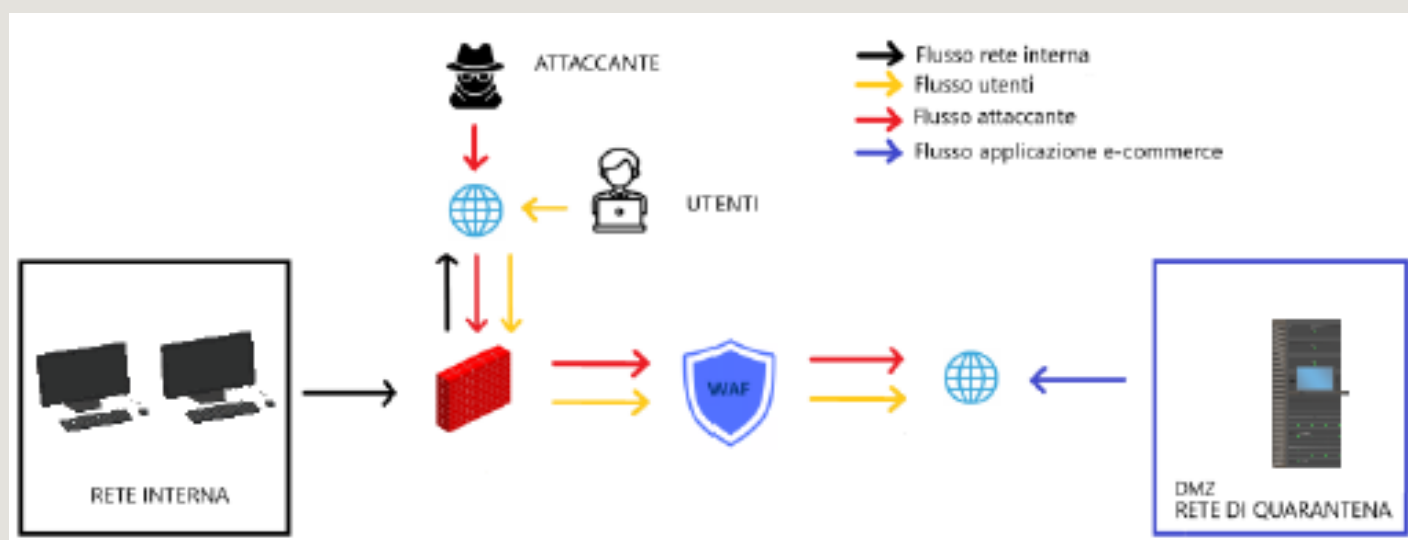 ATTACCANTE
Flusso rete interna
Flusso utenti
Flusso attaccante
Flusso applicazione e-commerce
UTENTI
WAF
RETE INTERNA
DMZ
RETE DI QUARANTENA